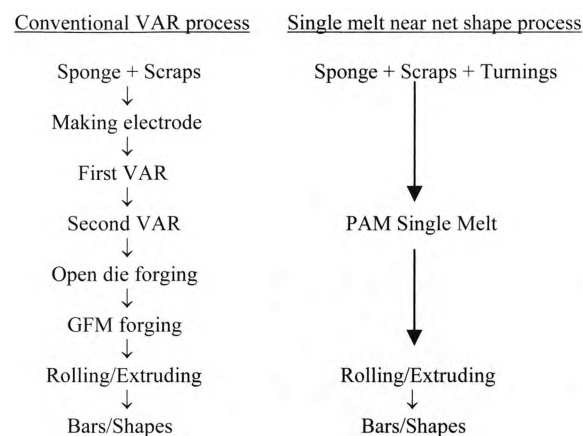 Conventional VAR process
Sponge + Scraps
↓
Making electrode
↓
First VAR
↓
Second VAR
↓
Open die forging
↓
GFM forging
↓
Rolling/Extruding
↓
Bars/Shapes
Single melt near net shape process
Sponge + Scraps + Turnings
PAM Single Melt
Rolling/Extruding
↓
Bars/Shapes